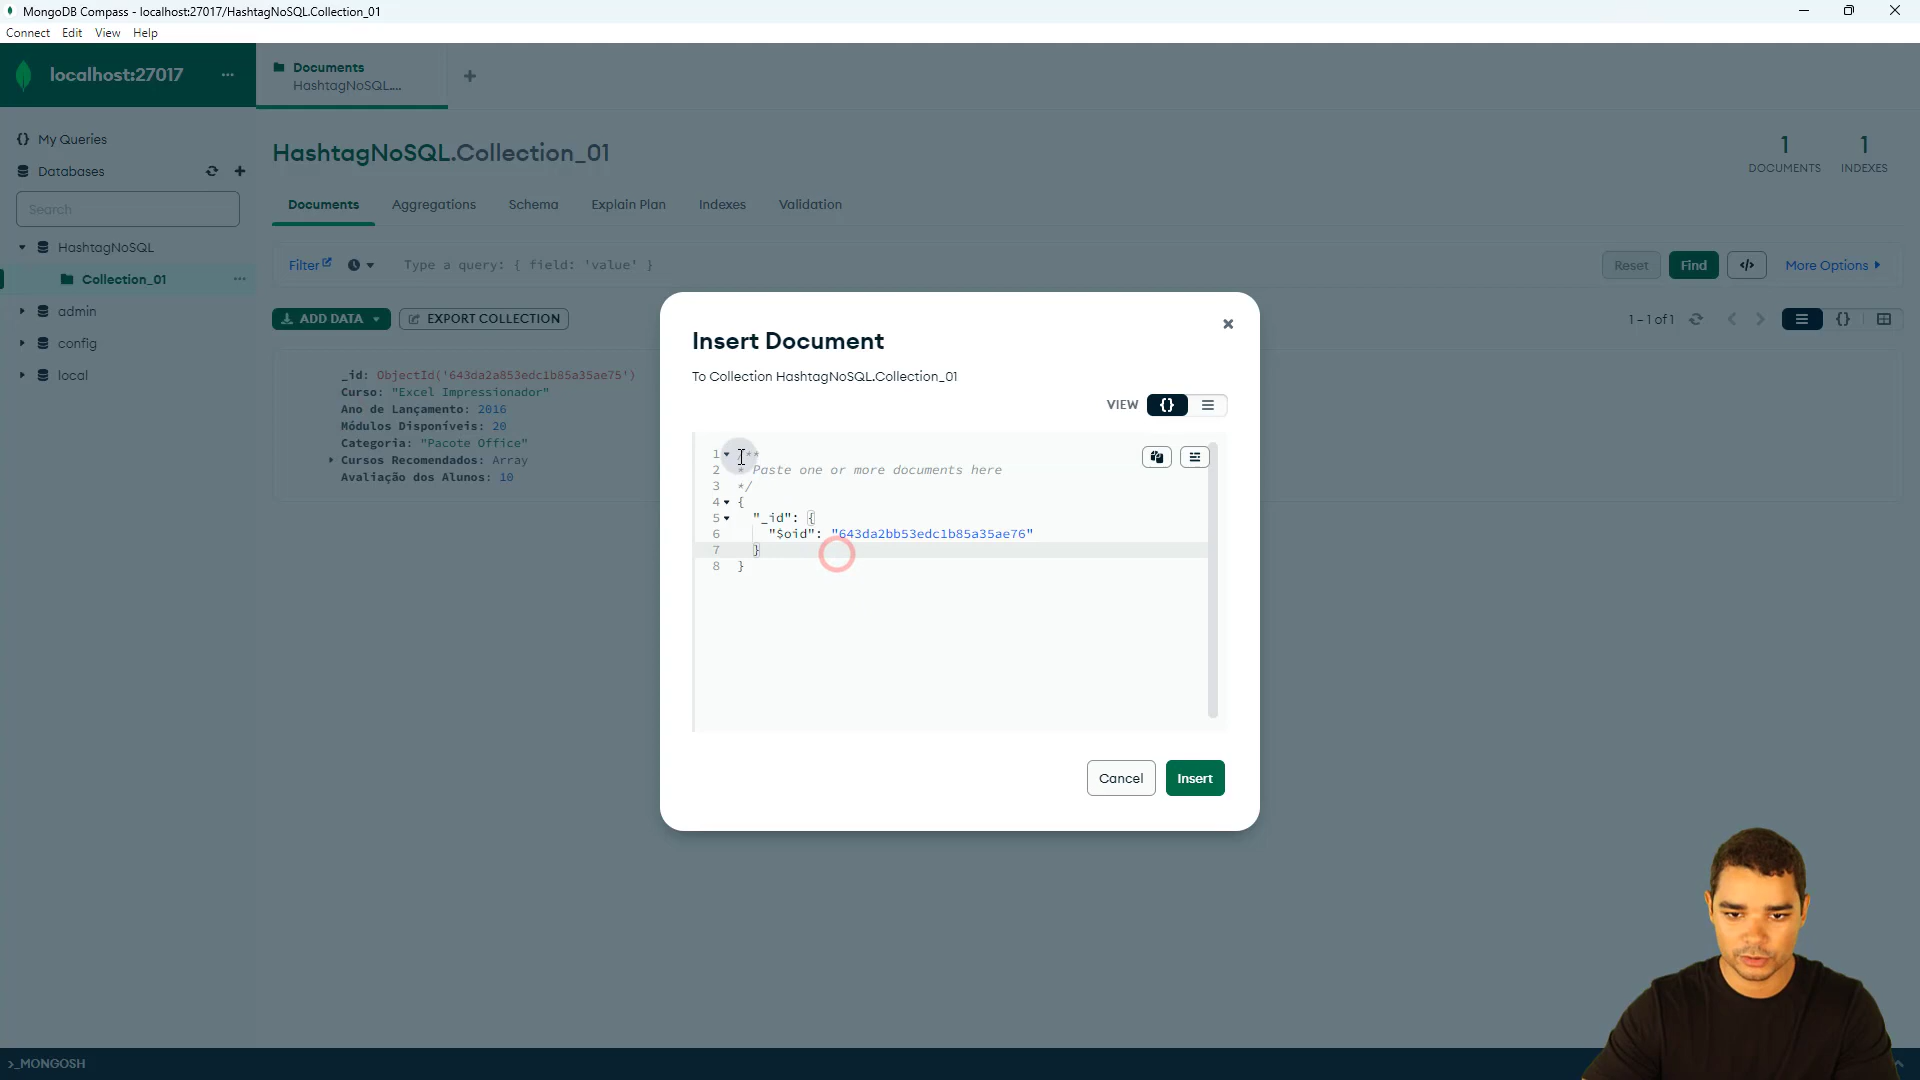 MongoDB Compass - localhost:27017/HashtagNoSQL.Collection_01
Connect Edit View Help
localhost:27017 ...
Documents
HashtagNoSQL....
My Queries
Databases
Search
HashtagNoSQL
Collection_01
admin
config
local
HashtagNoSQL.Collection_01
1 DOCUMENTS
1 INDEXES
Documents Aggregations Schema Explain Plan Indexes Validation
Filter Type a query: { field: 'value' } Reset Find </> More Options
ADD DATA EXPORT COLLECTION 1 – 1 of 1 {}
_id: ObjectId('643da2a853edc1b85a35ae75')
Curso: "Excel Impressionador"
Ano de Lançamento: 2016
Módulos Disponíveis: 20
Categoria: "Pacote Office"
Cursos Recomendados: Array
Avaliação dos Alunos: 10
Insert Document
To Collection HashtagNoSQL.Collection_01
VIEW {}
1 /**
2 * Paste one or more documents here
3 */
4 {
5 "_id": {
6 "$oid": "643da2bb53edc1b85a35ae76"
7 }
8 }
Cancel Insert
>_MONGOSH